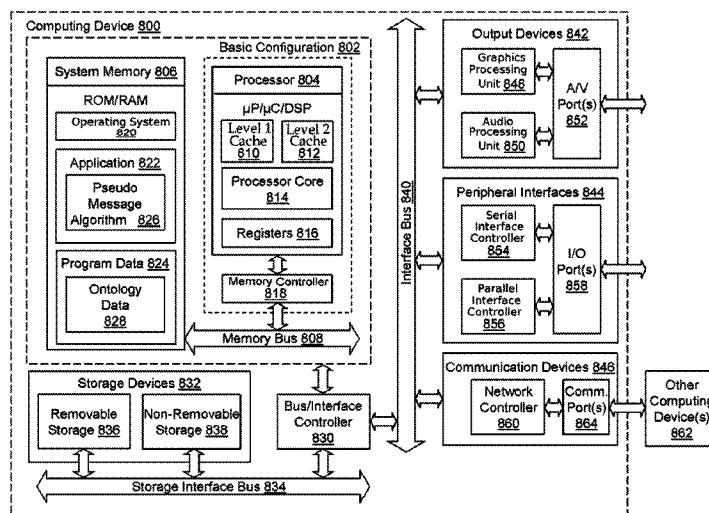 Computing Device 800
Basic Configuration 802
System Memory 806
ROM/RAM
Operating System
820
Application 822
Pseudo
Message
Algorithm 826
Program Data 824
Ontology
Data
828
Processor 804
µP/µC/DSP
Level 1
Cache
810
Level 2
Cache
812
Processor Core
814
Registers 816
Memory Controller
818
Memory Bus 808
Storage Devices 832
Removable
Storage 836
Non-Removable
Storage 838
Bus/Interface
Controller
830
Storage Interface Bus 834
Interface Bus 840
Output Devices 842
Graphics
Processing
Unit 848
Audio
Processing
Unit 850
A/V
Port(s)
852
Peripheral Interfaces 844
Serial
Interface
Controller
854
Parallel
Interface
Controller
856
I/O
Port(s)
858
Communication Devices 846
Network
Controller
860
Comm.
Port(s)
864
Other
Computing
Device(s)
862